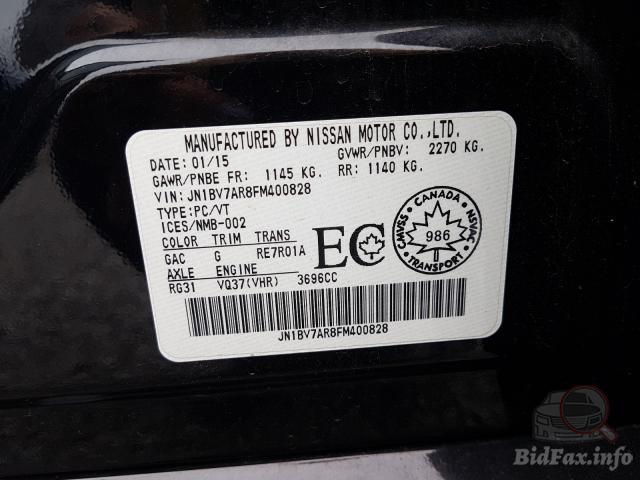 MANUFACTURED BY NISSAN MOTOR CO.,LTD.
DATE: 01/15 GVWR/PNBV: 2270 KG.
GAWR/PNBE FR: 1145 KG. RR: 1140 KG.
VIN: JN1BV7AR8FM400828
TYPE: PC/VT
ICES/NMB-002
COLOR TRIM TRANS
GAC G RE7R01A
AXLE ENGINE
RG31 VQ37(VHR) 3696CC
EC
CANADA
CMVSS
NSVAC
986
TRANSPORT
JN1BV7AR8FM400828
BidFax.info